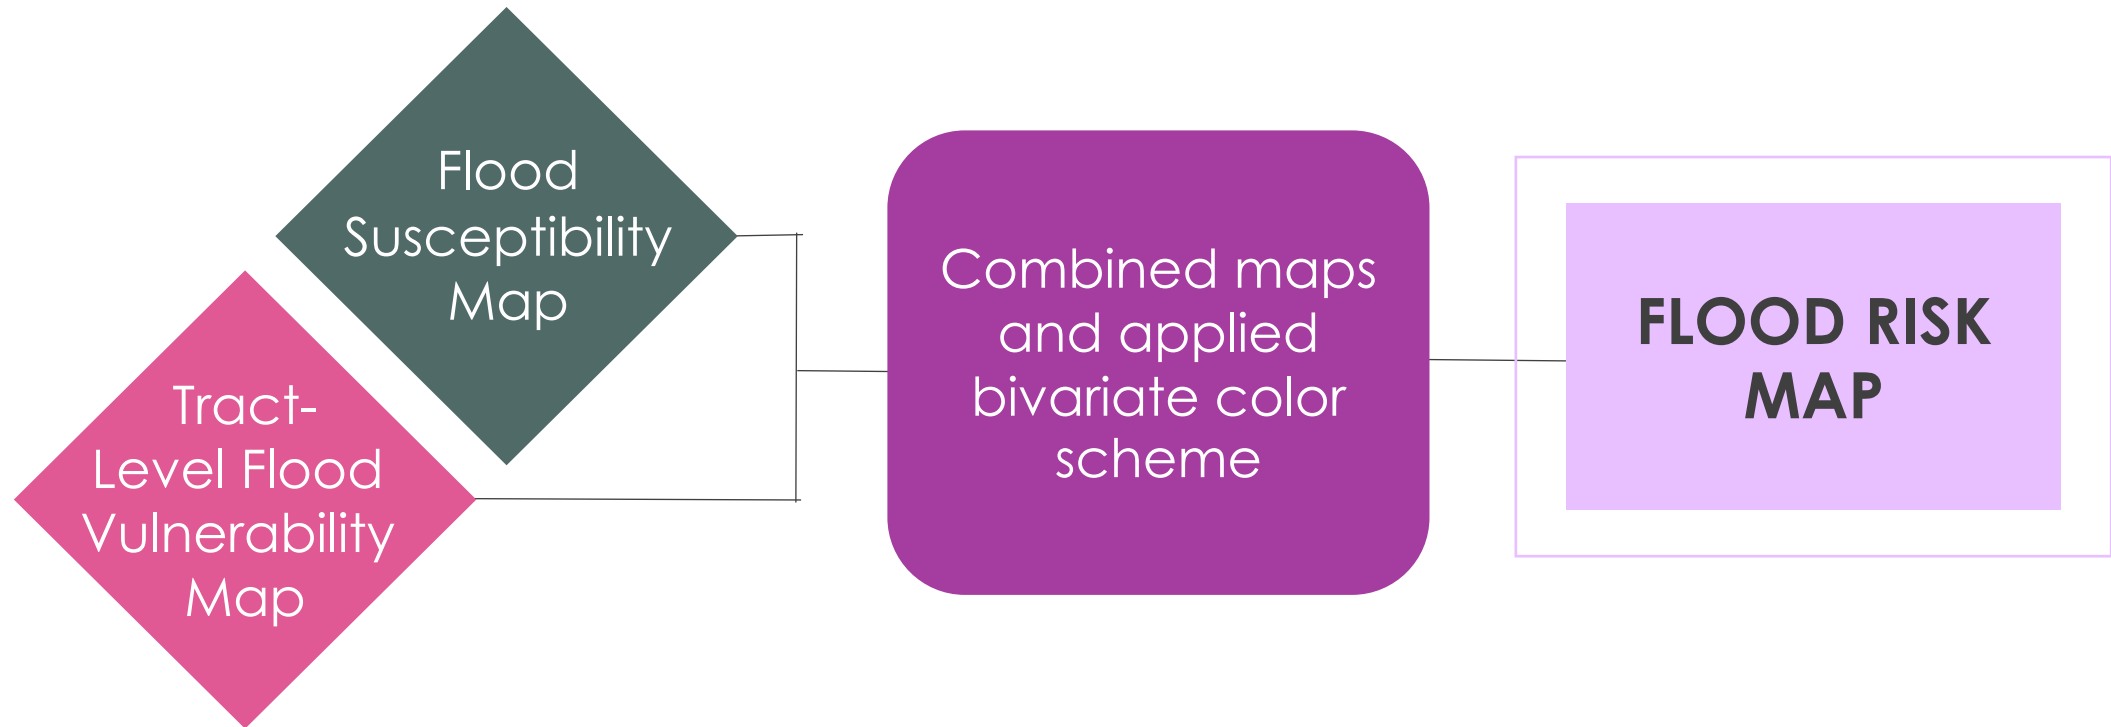 Flood
Susceptibility
Map
Tract-
Level Flood
Vulnerability
Map
Combined maps
and applied
bivariate color
scheme
FLOOD RISK
MAP